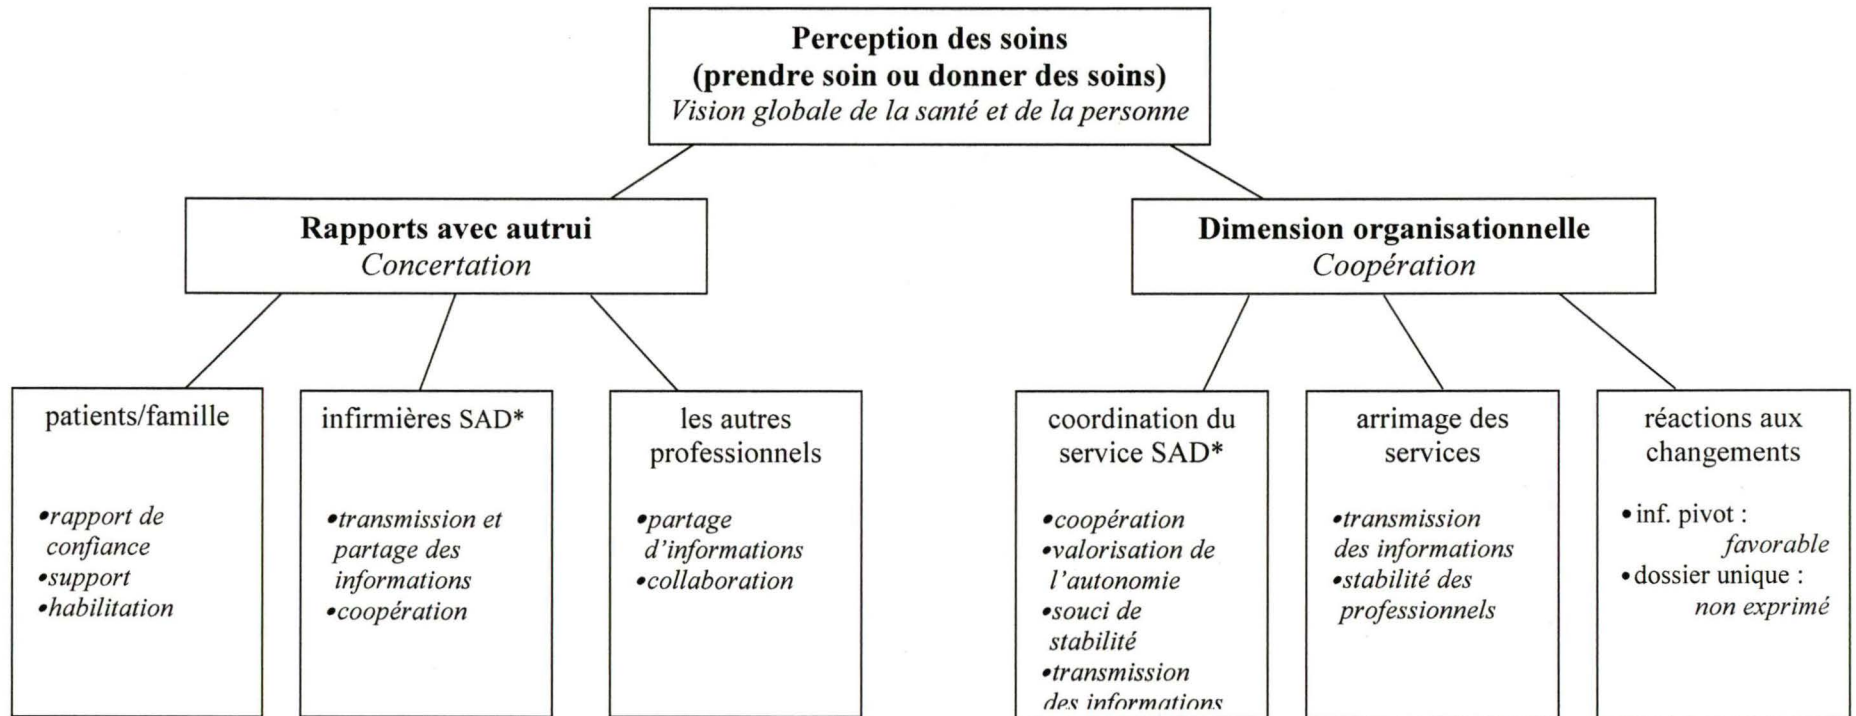 Perception des soins
(prendre soin ou donner des soins)
Vision globale de la santé et de la personne
Rapports avec autrui
Concertation
Dimension organisationnelle
Coopération
patients/famille
•rapport de
confiance
•support
•habilitation
infirmières SAD*
•transmission et
partage des
informations
•coopération
les autres
professionnels
•partage
d'informations
•collaboration
coordination du
service SAD*
•coopération
•valorisation de
l'autonomie
•souci de
stabilité
•transmission
des informations
arrimage des
services
•transmission
des informations
•stabilité des
professionnels
réactions aux
changements
•inf. pivot :
favorable
•dossier unique :
non exprimé